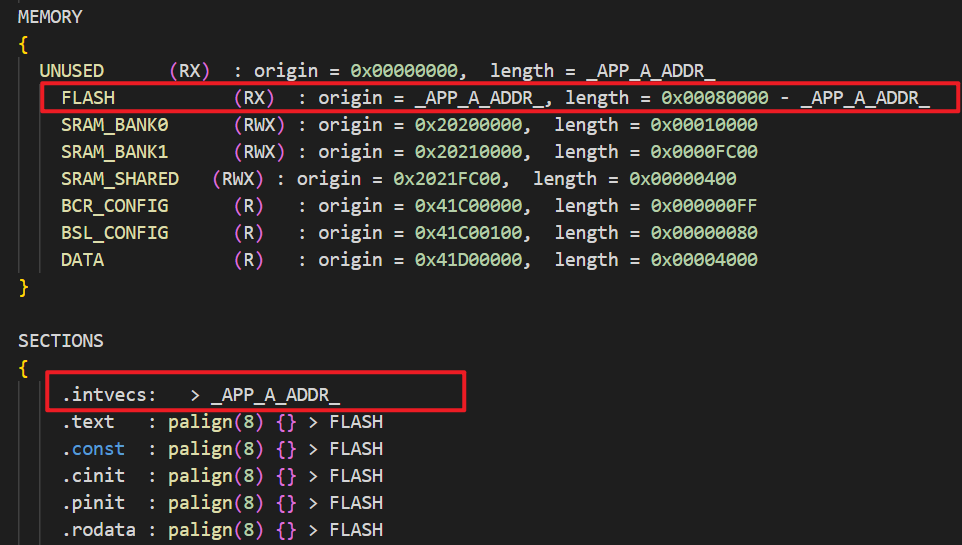 MEMORY
{
UNUSED (RX) : origin = 0x00000000, length = _APP_A_ADDR_
FLASH (RX) : origin = _APP_A_ADDR_, length = 0x00080000 - _APP_A_ADDR_
SRAM_BANK0 (RWX) : origin = 0x20200000, length = 0x00010000
SRAM_BANK1 (RWX) : origin = 0x20210000, length = 0x0000FC00
SRAM_SHARED (RWX) : origin = 0x2021FC00, length = 0x00000400
BCR_CONFIG (R) : origin = 0x41C00000, length = 0x000000FF
BSL_CONFIG (R) : origin = 0x41C00100, length = 0x00000080
DATA (R) : origin = 0x41D00000, length = 0x00004000
}
SECTIONS
{
.intvecs: > _APP_A_ADDR_
.text : palign(8) {} > FLASH
.const : palign(8) {} > FLASH
.cinit : palign(8) {} > FLASH
.pinit : palign(8) {} > FLASH
.rodata : palign(8) {} > FLASH